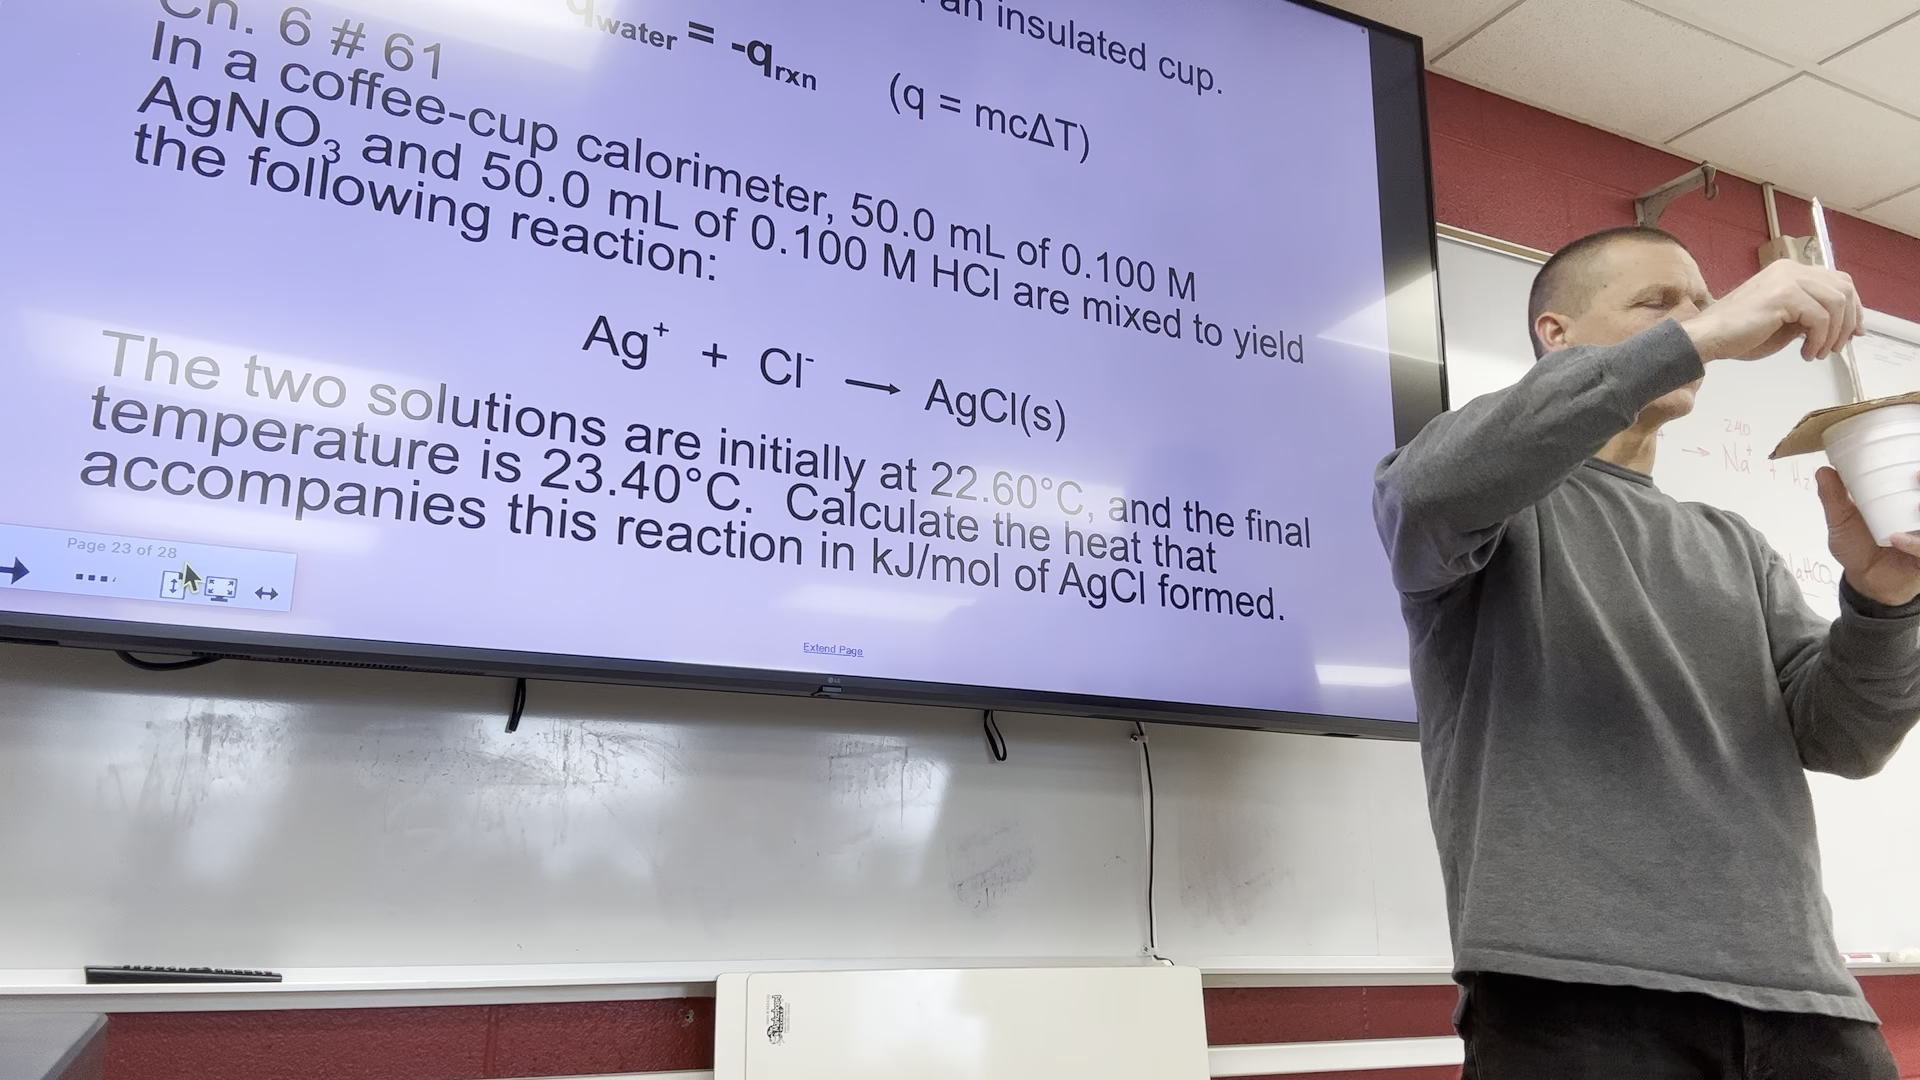 an insulated cup.
qwater = -qrxn (q = mcΔT)
Ch. 6 # 61
In a coffee-cup calorimeter, 50.0 mL of 0.100 M
AgNO₃ and 50.0 mL of 0.100 M HCl are mixed to yield
the following reaction:
Ag⁺ + Cl⁻ → AgCl(s)
The two solutions are initially at 22.60°C, and the final
temperature is 23.40°C. Calculate the heat that
accompanies this reaction in kJ/mol of AgCl formed.
Page 23 of 28
Extend Page
LG
240
→ Na⁺ + H₂
NaHCO₃